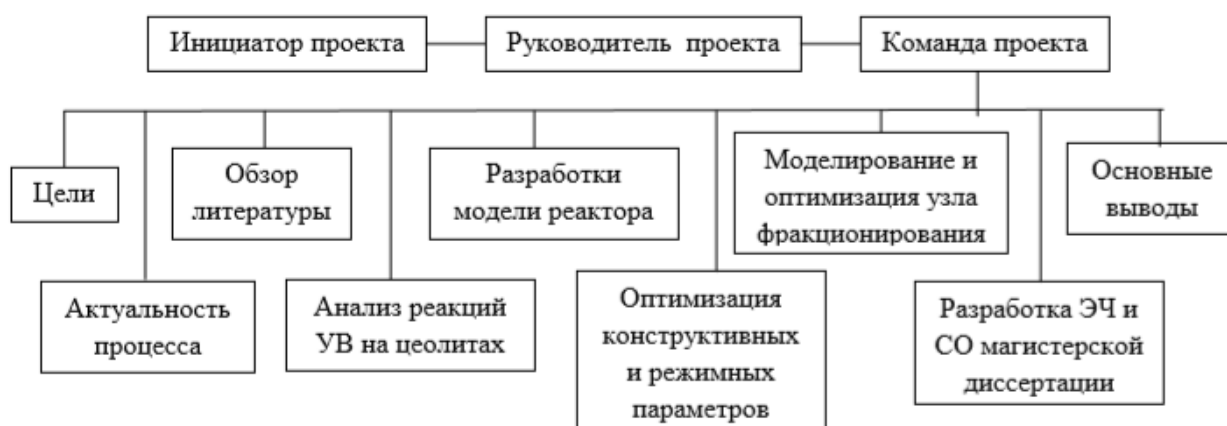 Инициатор проекта
Руководитель проекта
Команда проекта
Цели
Обзор
литературы
Разработки
модели реактора
Моделирование и
оптимизация узла
фракционирования
Основные
выводы
Актуальность
процесса
Анализ реакций
УВ на цеолитах
Оптимизация
конструктивных
и режимных
параметров
Разработка ЭЧ и
СО магистерской
диссертации